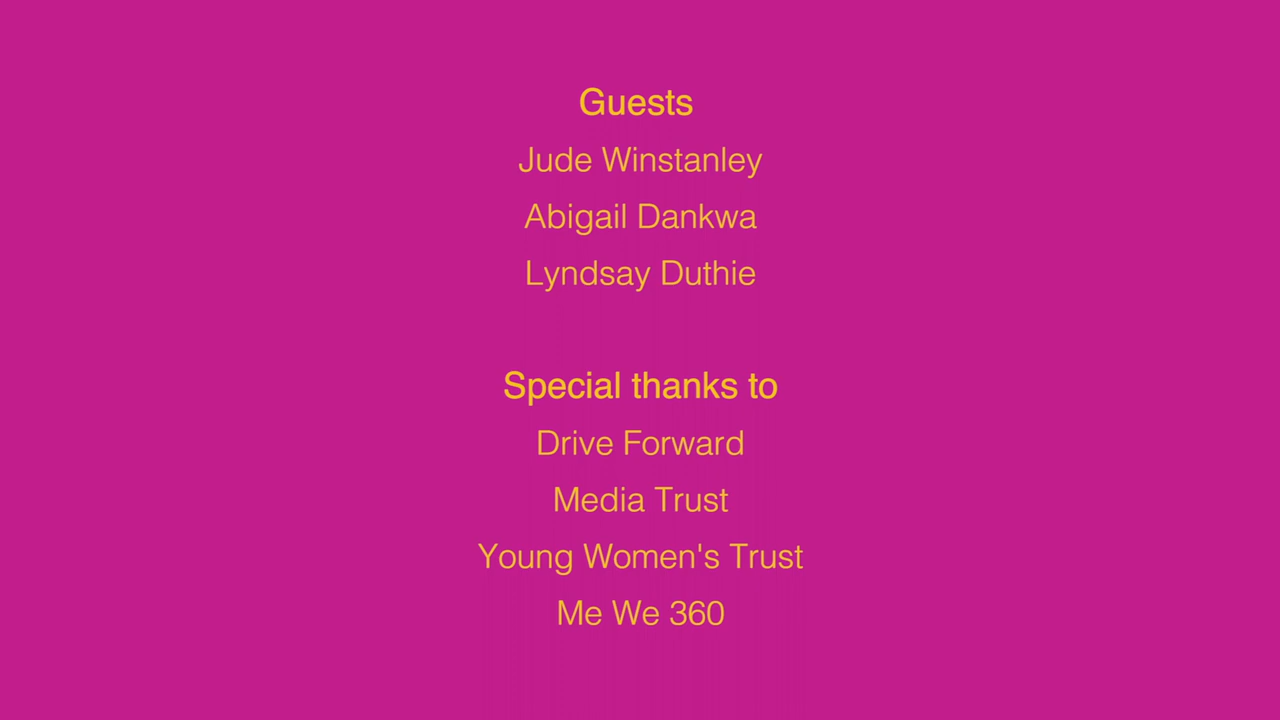 Guests
Jude Winstanley
Abigail Dankwa
Lyndsay Duthie
Special thanks to
Drive Forward
Media Trust
Young Women's Trust
Me We 360